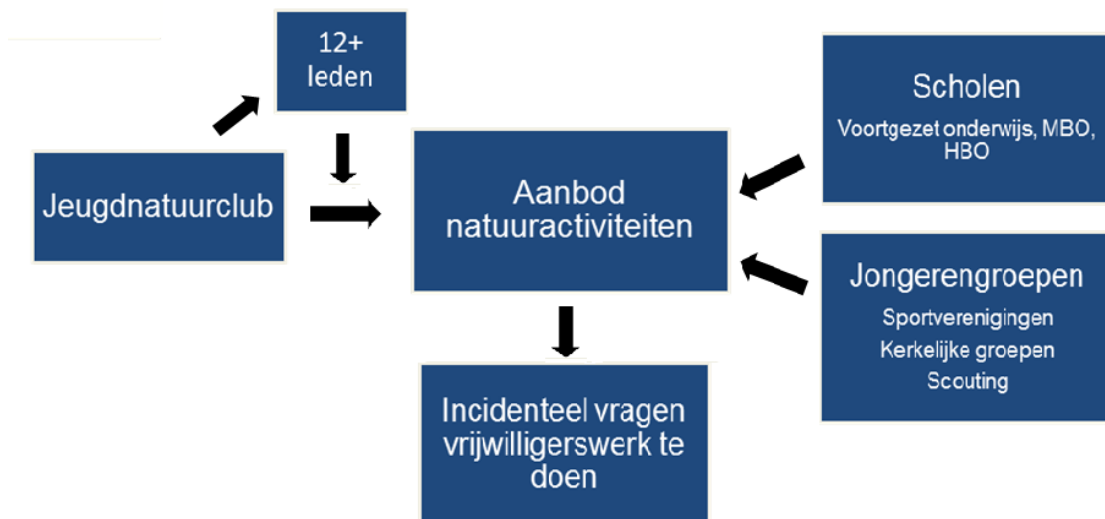 12+
leden
Jeugdnatuurclub
Aanbod
natuuractiviteiten
Scholen
Voortgezet onderwijs, MBO,
HBO
Jongerengroepen
Sportverenigingen
Kerkelijke groepen
Scouting
Incidenteel vragen
vrijwilligerswerk te
doen